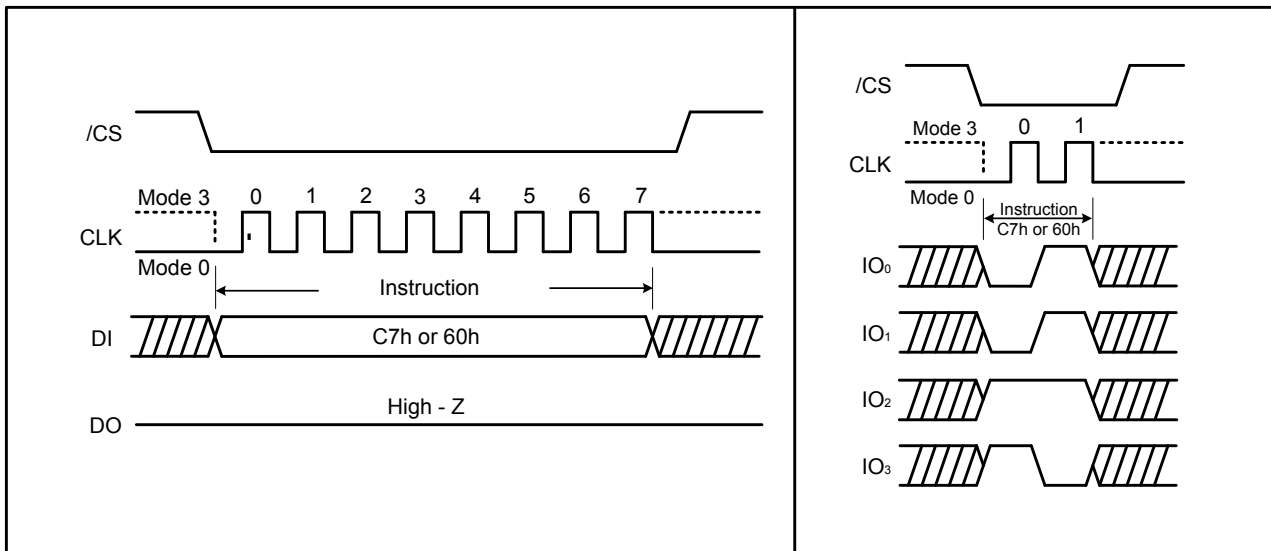 /CS
Mode 3 0 1 2 3 4 5 6 7
CLK
Mode 0
Instruction
DI C7h or 60h
High - Z
DO
/CS
Mode 3 0 1
CLK
Mode 0 Instruction
C7h or 60h
IO₀
IO₁
IO₂
IO₃